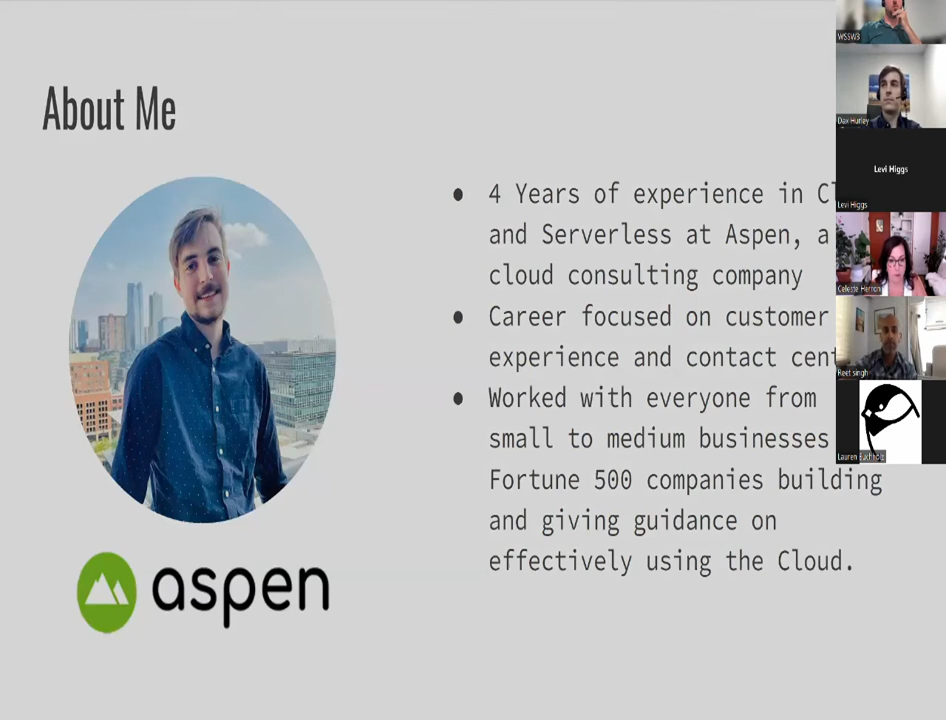 About Me
4 Years of experience in
and Serverless at Aspen, a
cloud consulting company
Career focused on customer
experience and contact
Worked with everyone from
small to medium businesses
Fortune 500 companies building
and giving guidance on
effectively using the Cloud.
aspen
WSSW3
Dax Hurley
Levi Higgs
Levi Higgs
Celeste Herron
Reet singh
Lauren Buchholz